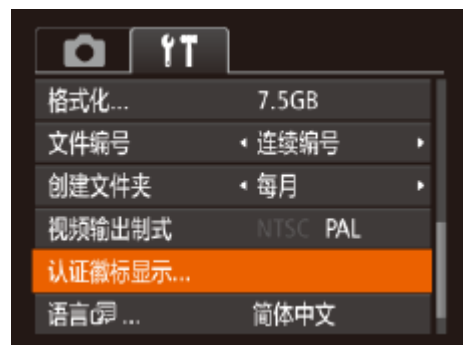 格式化... 7.5GB
文件编号 连续编号
创建文件夹 每月
视频输出制式 NTSC PAL
认证徽标显示...
语言 ... 简体中文